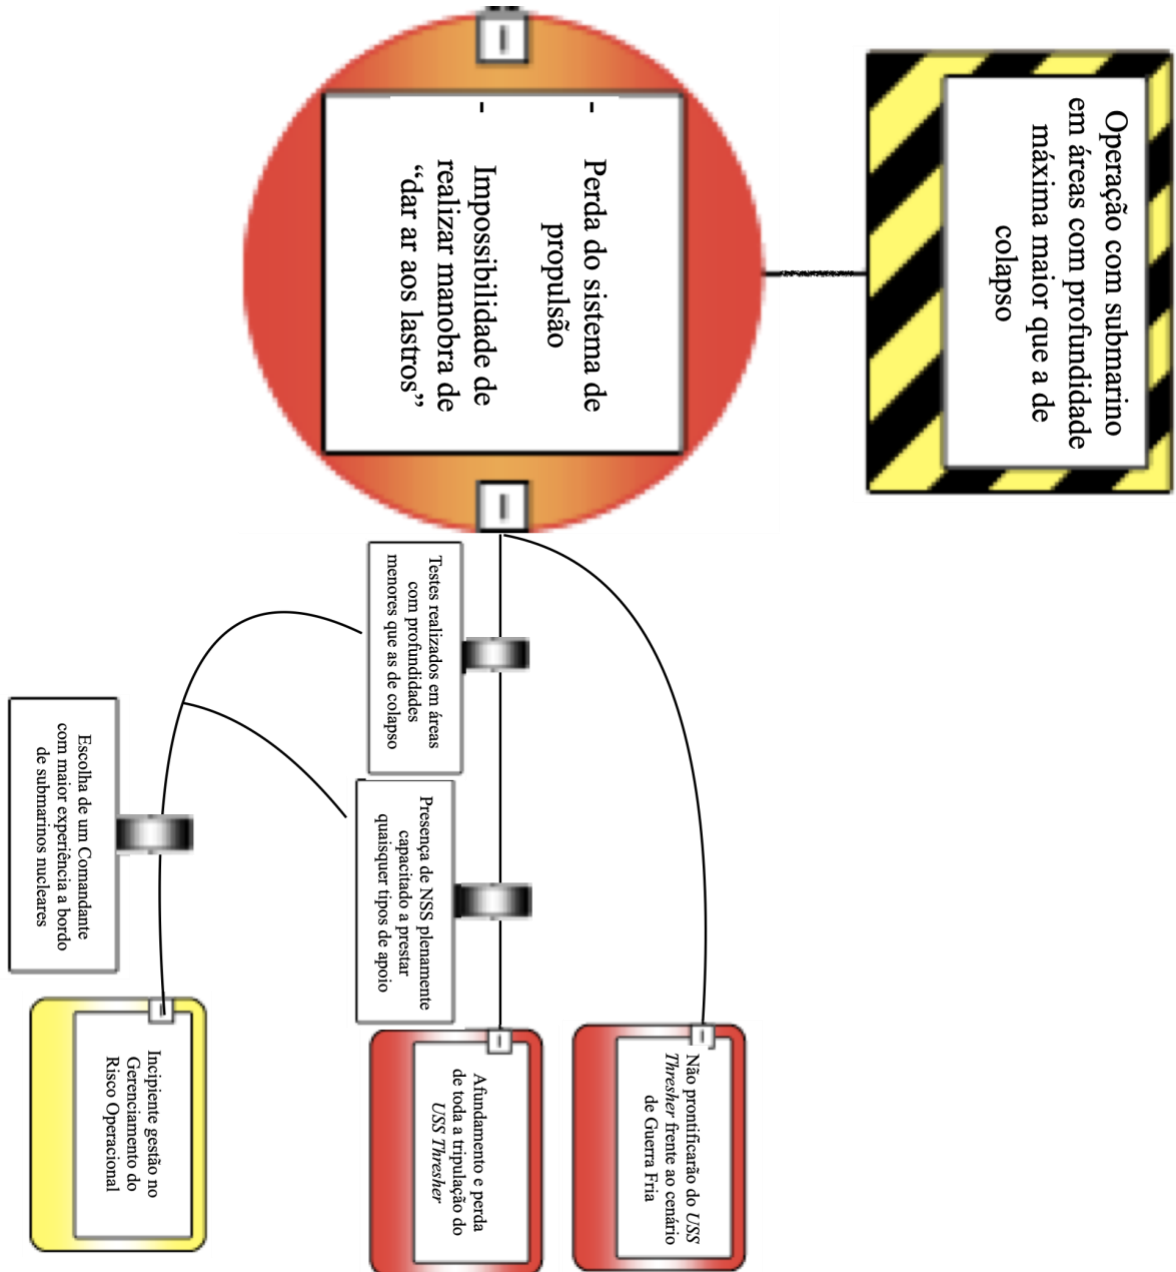 Operação com submarino
em áreas com profundidade
máxima maior que a de
colapso
- Perda do sistema de
propulsão
- Impossibilidade de
realizar manobra de
“dar ar aos lastros”
Não prontificarão do USS
Thresher frente ao cenário
de Guerra Fria
Testes realizados em áreas
com profundidades
menores que as de colapso
Presença de NSS plenamente
capacitado a prestar
quaisquer tipos de apoio
Afundamento e perda
de toda a tripulação do
USS Thresher
Escolha de um Comandante
com maior experiência a bordo
de submarinos nucleares
Incipiente gestão no
Gerenciamento do
Risco Operacional